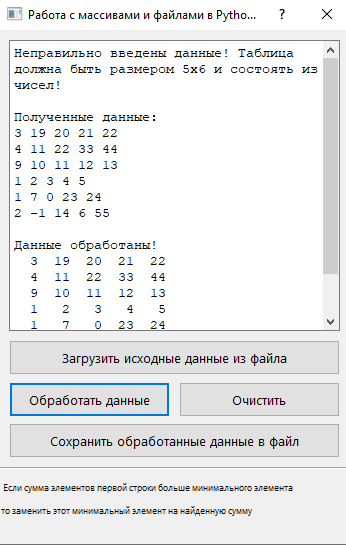 Работа с массивами и файлами в Pytho...
Неправильно введены данные! Таблица
должна быть размером 5x6 и состоять из
чисел!
Полученные данные:
3 19 20 21 22
4 11 22 33 44
9 10 11 12 13
1 2 3 4 5
1 7 0 23 24
2 -1 14 6 55
Данные обработаны!
3 19 20 21 22
4 11 22 33 44
9 10 11 12 13
1 2 3 4 5
1 7 0 23 24
Загрузить исходные данные из файла
Обработать данные
Очистить
Сохранить обработанные данные в файл
Если сумма элементов первой строки больше минимального элемента
то заменить этот минимальный элемент на найденную сумму